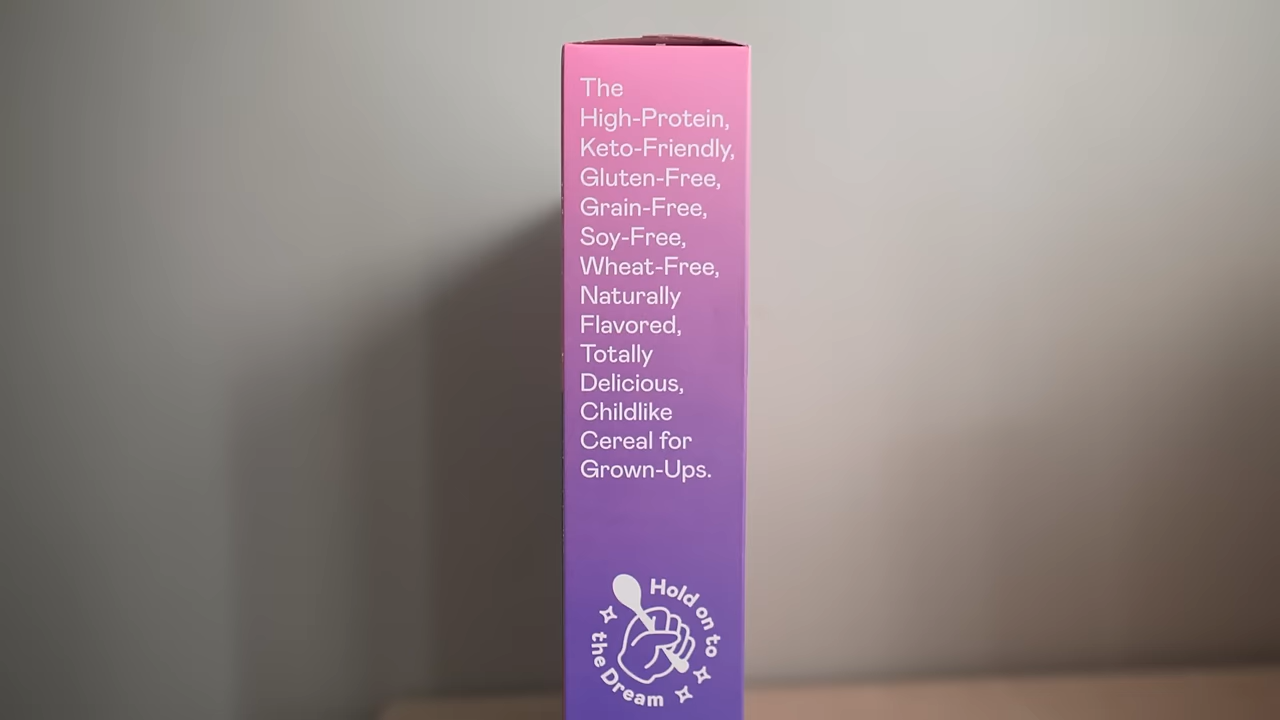 The
High-Protein,
Keto-Friendly,
Gluten-Free,
Grain-Free,
Soy-Free,
Wheat-Free,
Naturally
Flavored,
Totally
Delicious,
Childlike
Cereal for
Grown-Ups.
Hold on to
the Dream